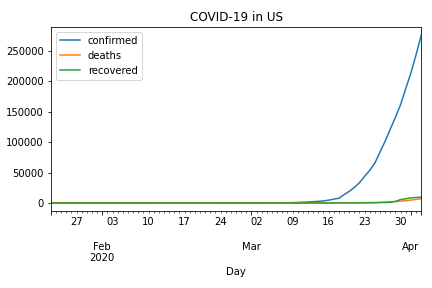 COVID-19 in US
confirmed
deaths
recovered
250000
200000
150000
100000
50000
0
27 03 10 17 24 02 09 16 23 30
Feb Mar Apr
2020
Day